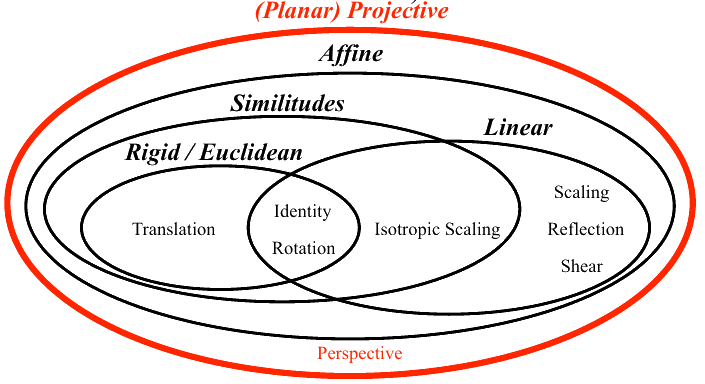 (Planar) Projective
Affine
Similitudes
Linear
Rigid / Euclidean
Scaling
Identity
Translation
Isotropic Scaling
Reflection
Rotation
Shear
Perspective